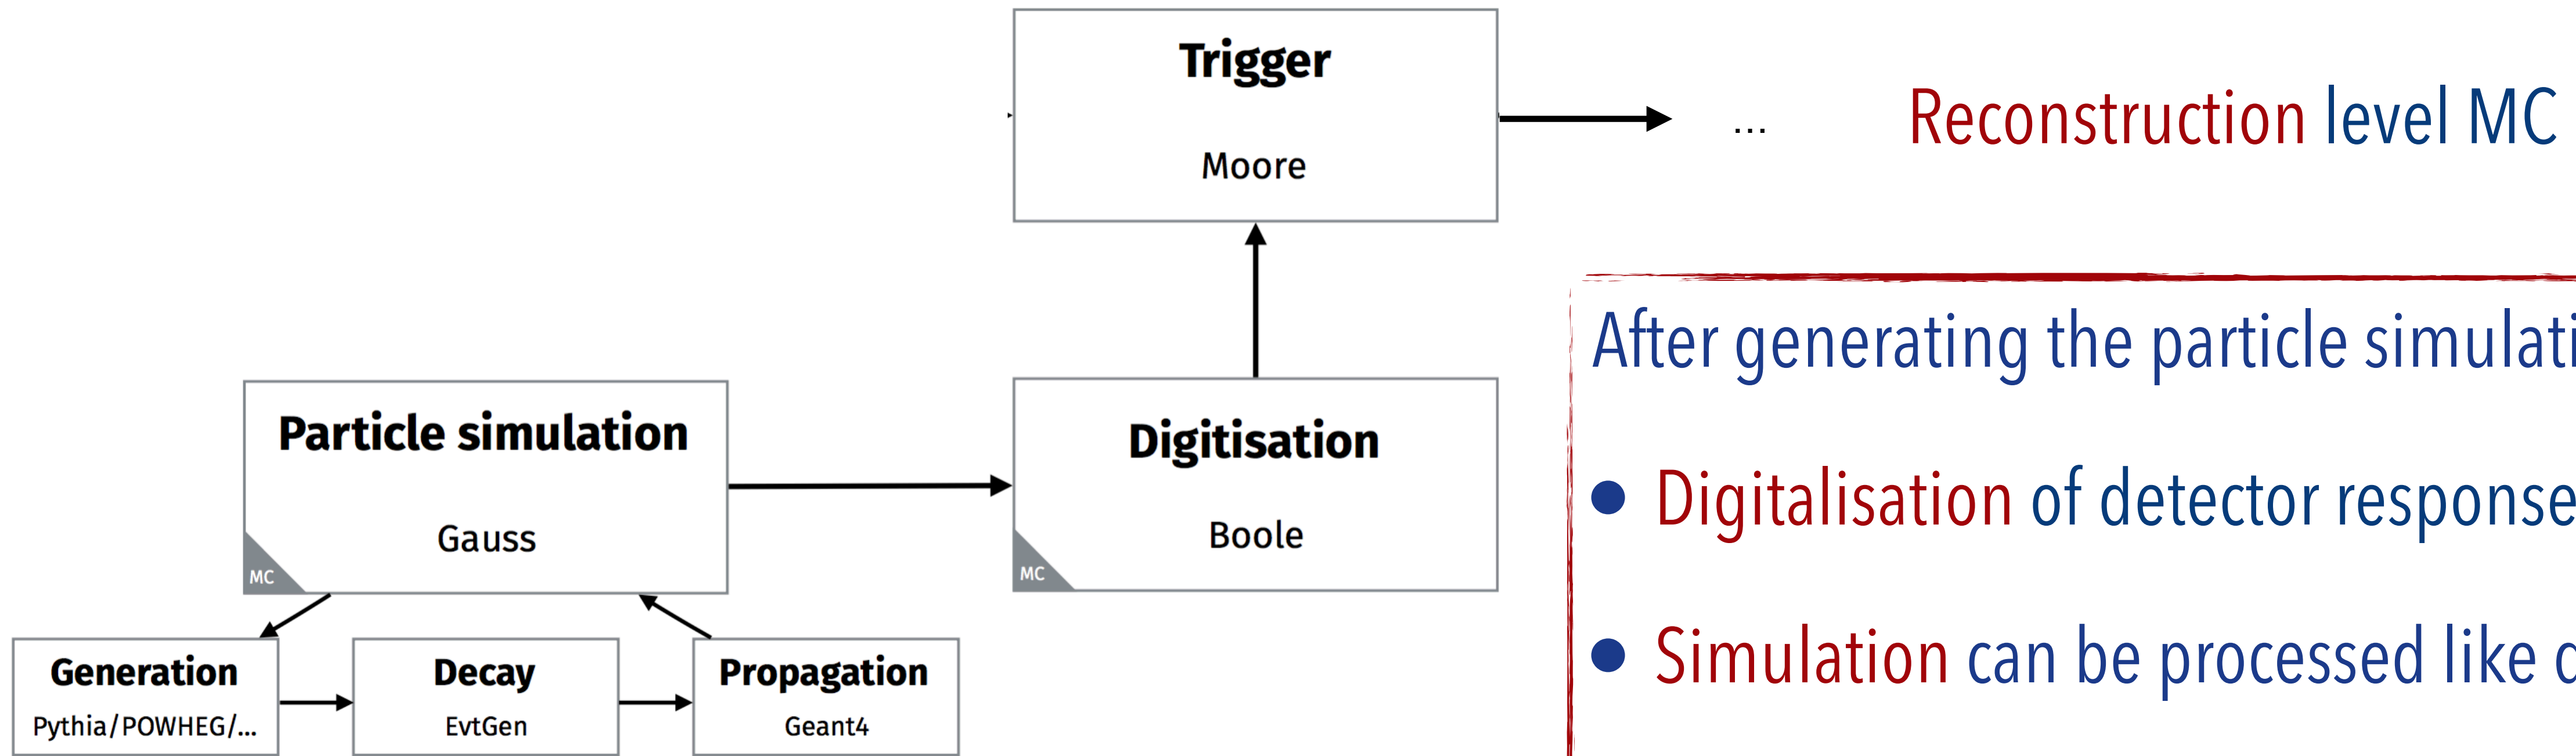 Trigger
Moore
...
Reconstruction level MC
Particle simulation
Gauss
MC
Digitisation
Boole
MC
Generation
Pythia/POWHEG/...
Decay
EvtGen
Propagation
Geant4
After generating the particle
Digitalisation of detector response
Simulation can be processed like